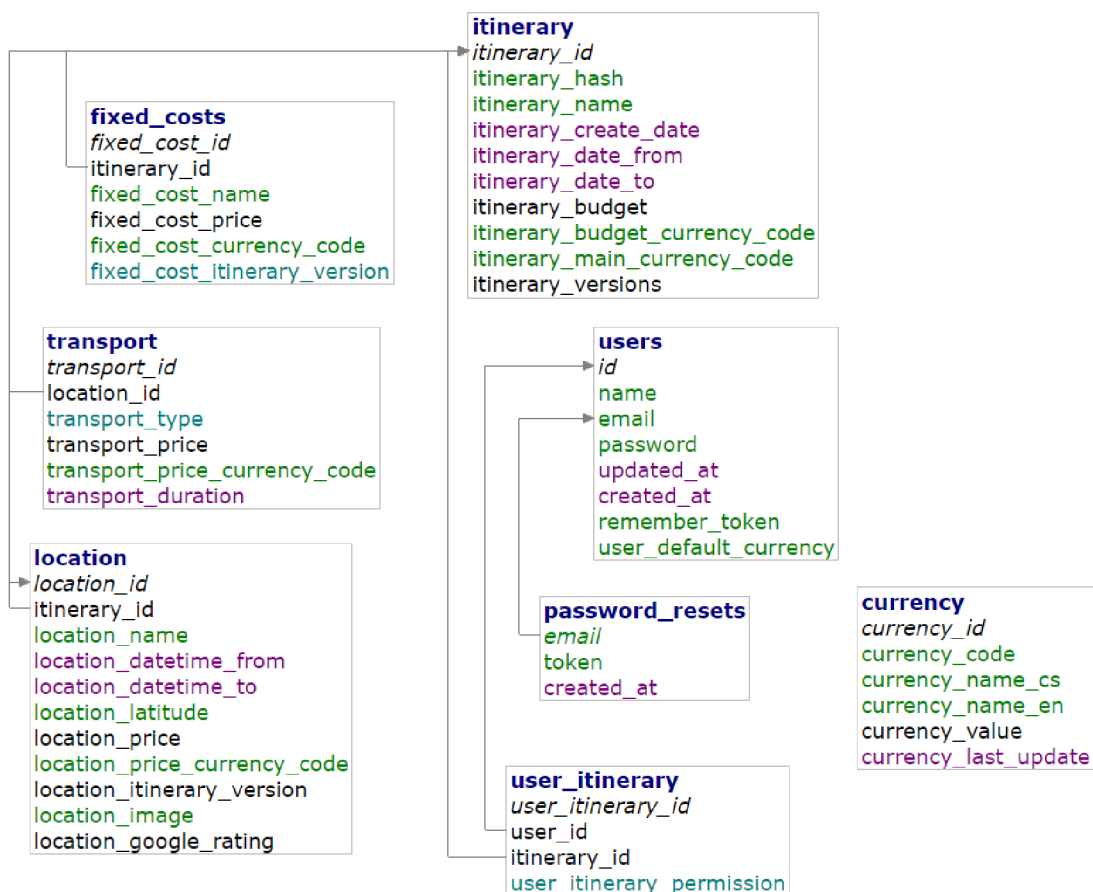 itinerary
itinerary_id
itinerary_hash
itinerary_name
itinerary_create_date
itinerary_date_from
itinerary_date_to
itinerary_budget
itinerary_budget_currency_code
itinerary_main_currency_code
itinerary_versions
fixed_costs
fixed_cost_id
itinerary_id
fixed_cost_name
fixed_cost_price
fixed_cost_currency_code
fixed_cost_itinerary_version
transport
transport_id
location_id
transport_type
transport_price
transport_price_currency_code
transport_duration
users
id
name
email
password
updated_at
created_at
remember_token
user_default_currency
location
location_id
itinerary_id
location_name
location_datetime_from
location_datetime_to
location_latitude
location_price
location_price_currency_code
location_itinerary_version
location_image
location_google_rating
password_resets
email
token
created_at
currency
currency_id
currency_code
currency_name_cs
currency_name_en
currency_value
currency_last_update
user_itinerary
user_itinerary_id
user_id
itinerary_id
user_itinerary_permission